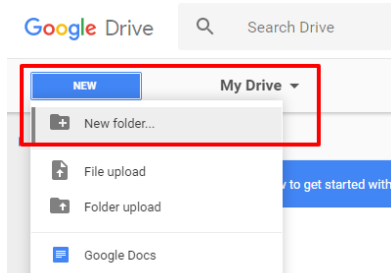 Google Drive
Search Drive
NEW
My Drive
New folder...
File upload
Folder upload
to get started with
Google Docs